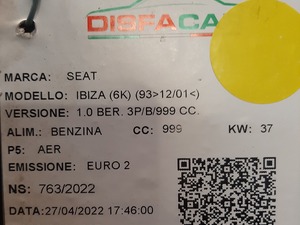 DISFACA
MARCA: SEAT
MODELLO: IBIZA (6K) (93>12/01<)
VERSIONE: 1.0 BER. 3P/B/999 CC.
ALIM.: BENZINA CC: 999 KW: 37
P5: AER
EMISSIONE: EURO 2
NS: 763/2022
DATA:27/04/2022 17:46:00